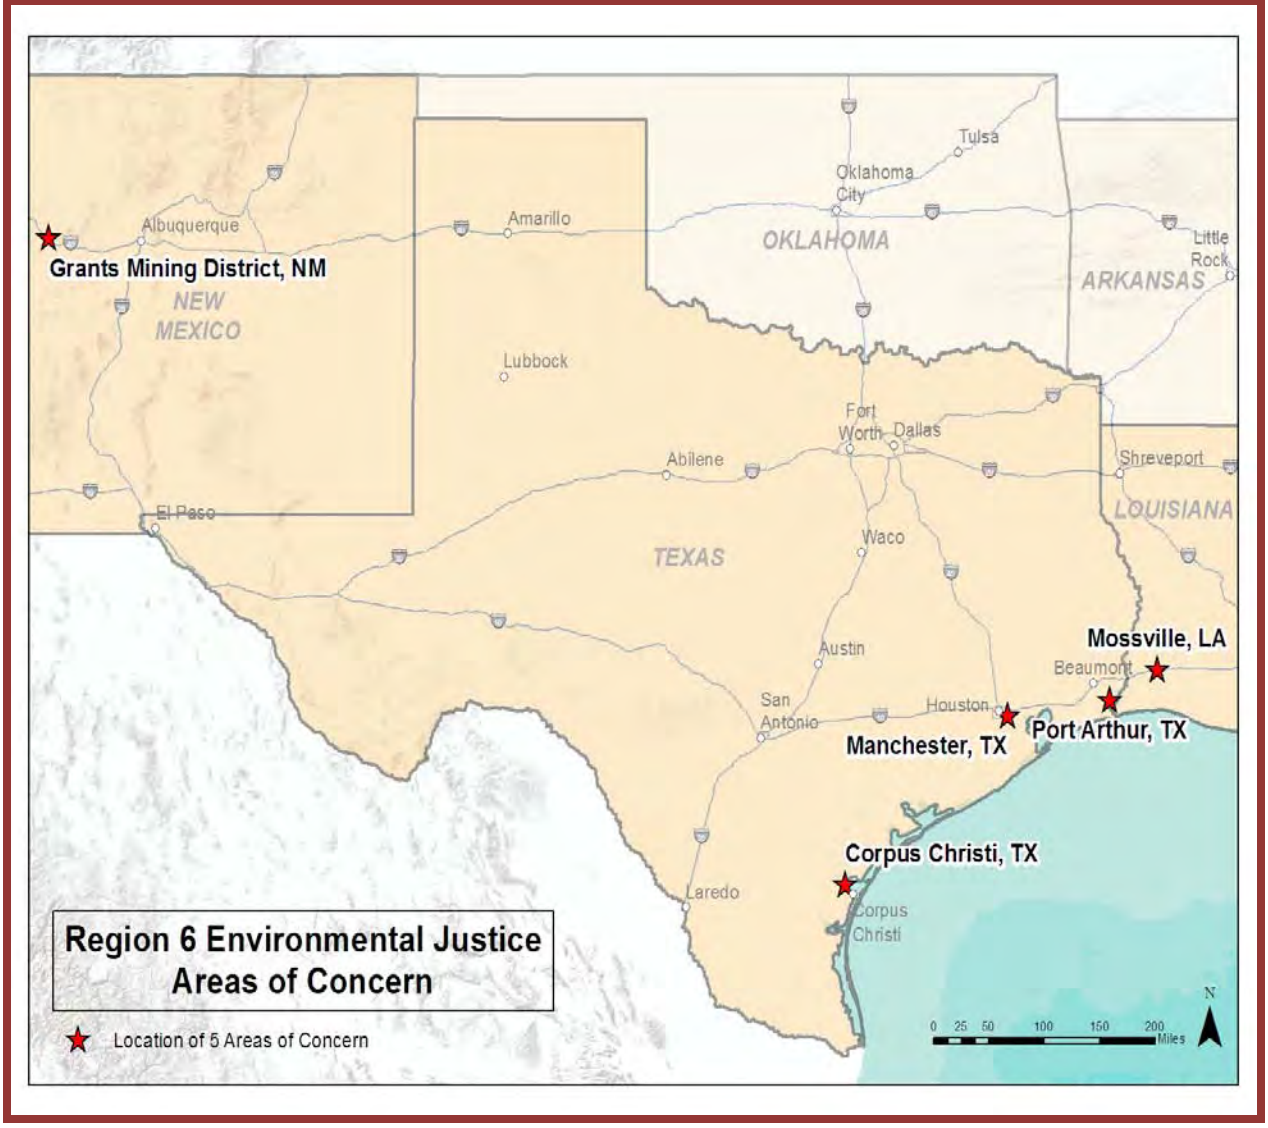 Tulsa
Oklahoma
City
Albuquerque
Amarillo
OKLAHOMA
Little
Rock
Grants Mining District, NM
ARKANSAS
NEW
MEXICO
Lubbock
Fort
Worth
Dallas
Abilene
Shreveport
El Paso
LOUISIANA
Waco
TEXAS
Mossville, LA
Austin
Beaumont
San
Antonio
Houston
Port Arthur, TX
Manchester, TX
Corpus Christi, TX
Laredo
Corpus
Christi
Region 6 Environmental Justice
Areas of Concern
Location of 5 Areas of Concern
N
0 25 50 100 150 200
Miles